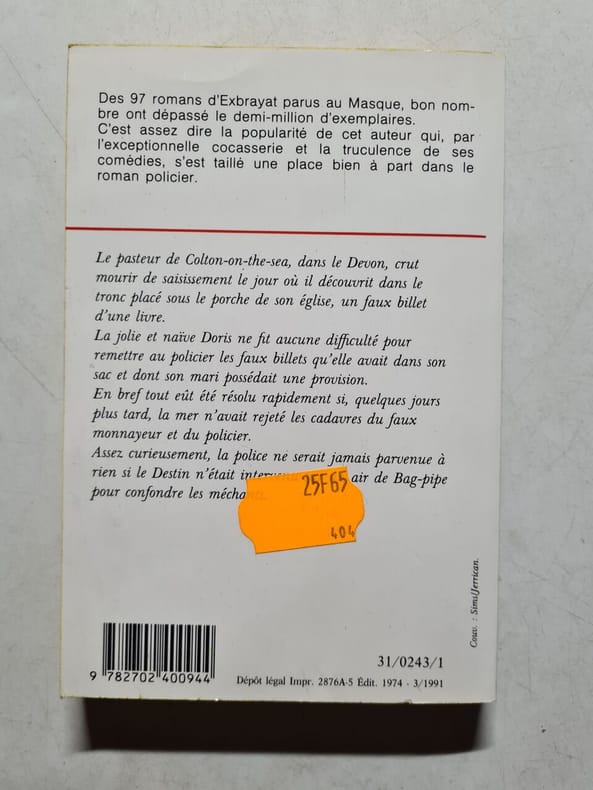 Des 97 romans d'Exbrayat parus au Masque, bon nom-
bre ont dépassé le demi-million d'exemplaires.
C'est assez dire la popularité de cet auteur qui, par
l'exceptionnelle cocasserie et la truculence de ses
comédies, s'est taillé une place bien à part dans le
roman policier.
Le pasteur de Colton-on-the-sea, dans le Devon, crut
mourir de saisissement le jour où il découvrit dans le
tronc placé sous le porche de son église, un faux billet
d'une livre.
La jolie et naïve Doris ne fit aucune difficulté pour
remettre au policier les faux billets qu'elle avait dans son
sac et dont son mari possédait une provision.
En bref tout eût été résolu rapidement si, quelques jours
plus tard, la mer n'avait rejeté les cadavres du faux
monnayeur et du policier.
Assez curieusement, la police ne serait jamais parvenue à
rien si le Destin n'était air de Bag-pipe
pour confondre les
25F65
404
Couv. : Sims/Jerrican.
31/0243/1
9 782702 400944
Dépôt légal Impr. 2876A-5 Édit. 1974 - 3/1991